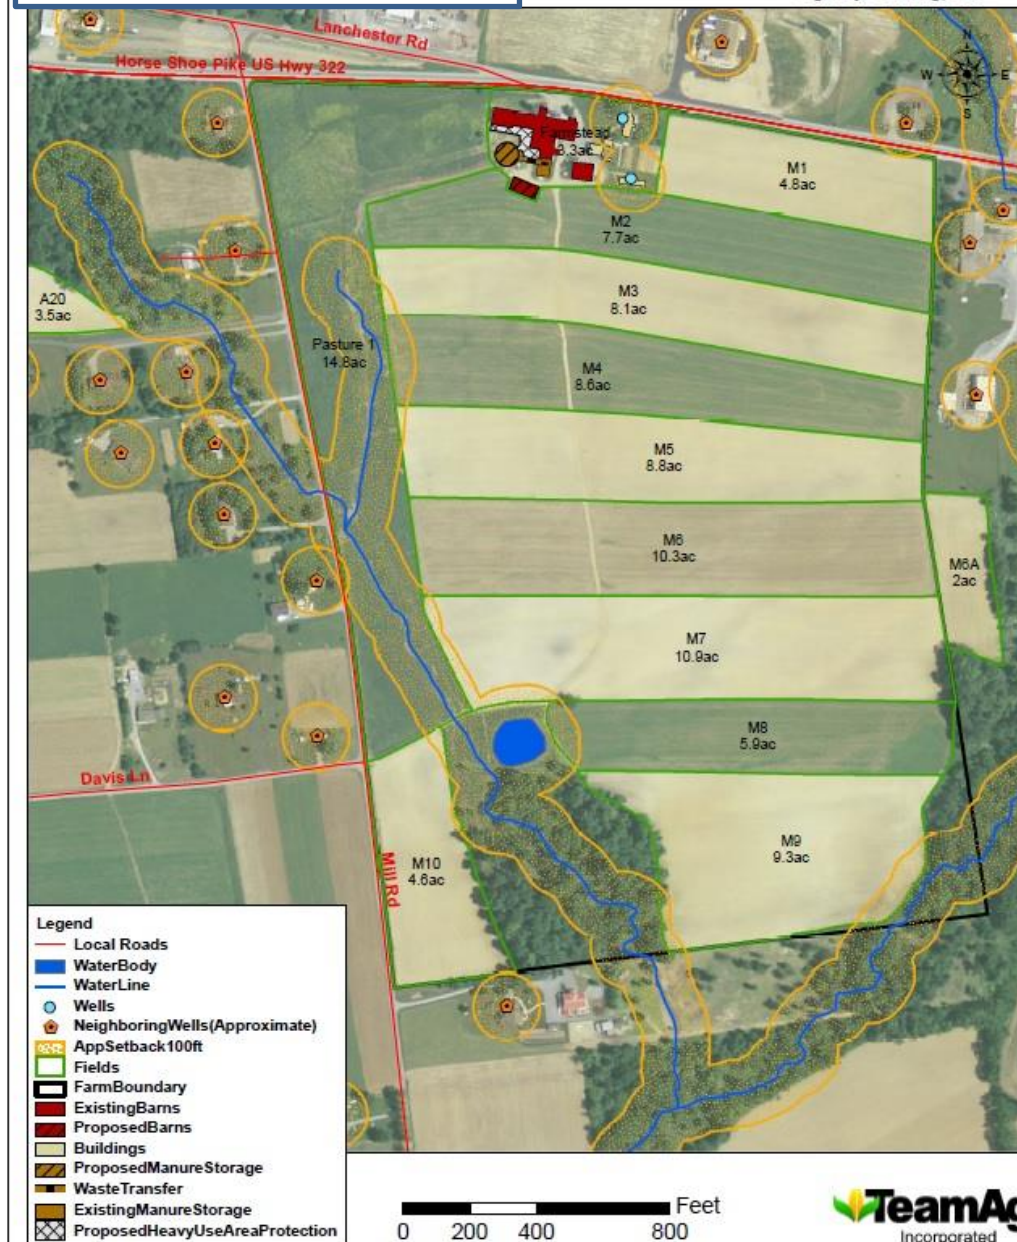 Lanchester Rd
Horse Shoe Pike US Hwy 322
N
W E
S
Farmstead
3.3ac
M1
4.8ac
M2
7.7ac
M3
8.1ac
A20
3.5ac
Pasture 1
14.8ac
M4
8.6ac
M5
8.8ac
M6
10.3ac
M6A
2ac
M7
10.9ac
M8
5.9ac
Davis Ln
M9
9.3ac
M10
4.6ac
Mill Rd
Legend
Local Roads
WaterBody
WaterLine
Wells
NeighboringWells(Approximate)
AppSetback100ft
Fields
FarmBoundary
ExistingBarns
ProposedBarns
Buildings
ProposedManureStorage
WasteTransfer
ExistingManureStorage
ProposedHeavyUseAreaProtection
Feet
0 200 400 800
TeamAg
Incorporated